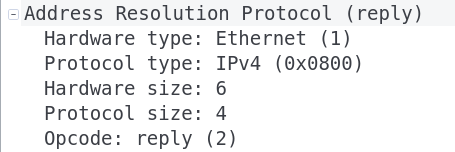 Address Resolution Protocol (reply)
Hardware type: Ethernet (1)
Protocol type: IPv4 (0x0800)
Hardware size: 6
Protocol size: 4
Opcode: reply (2)